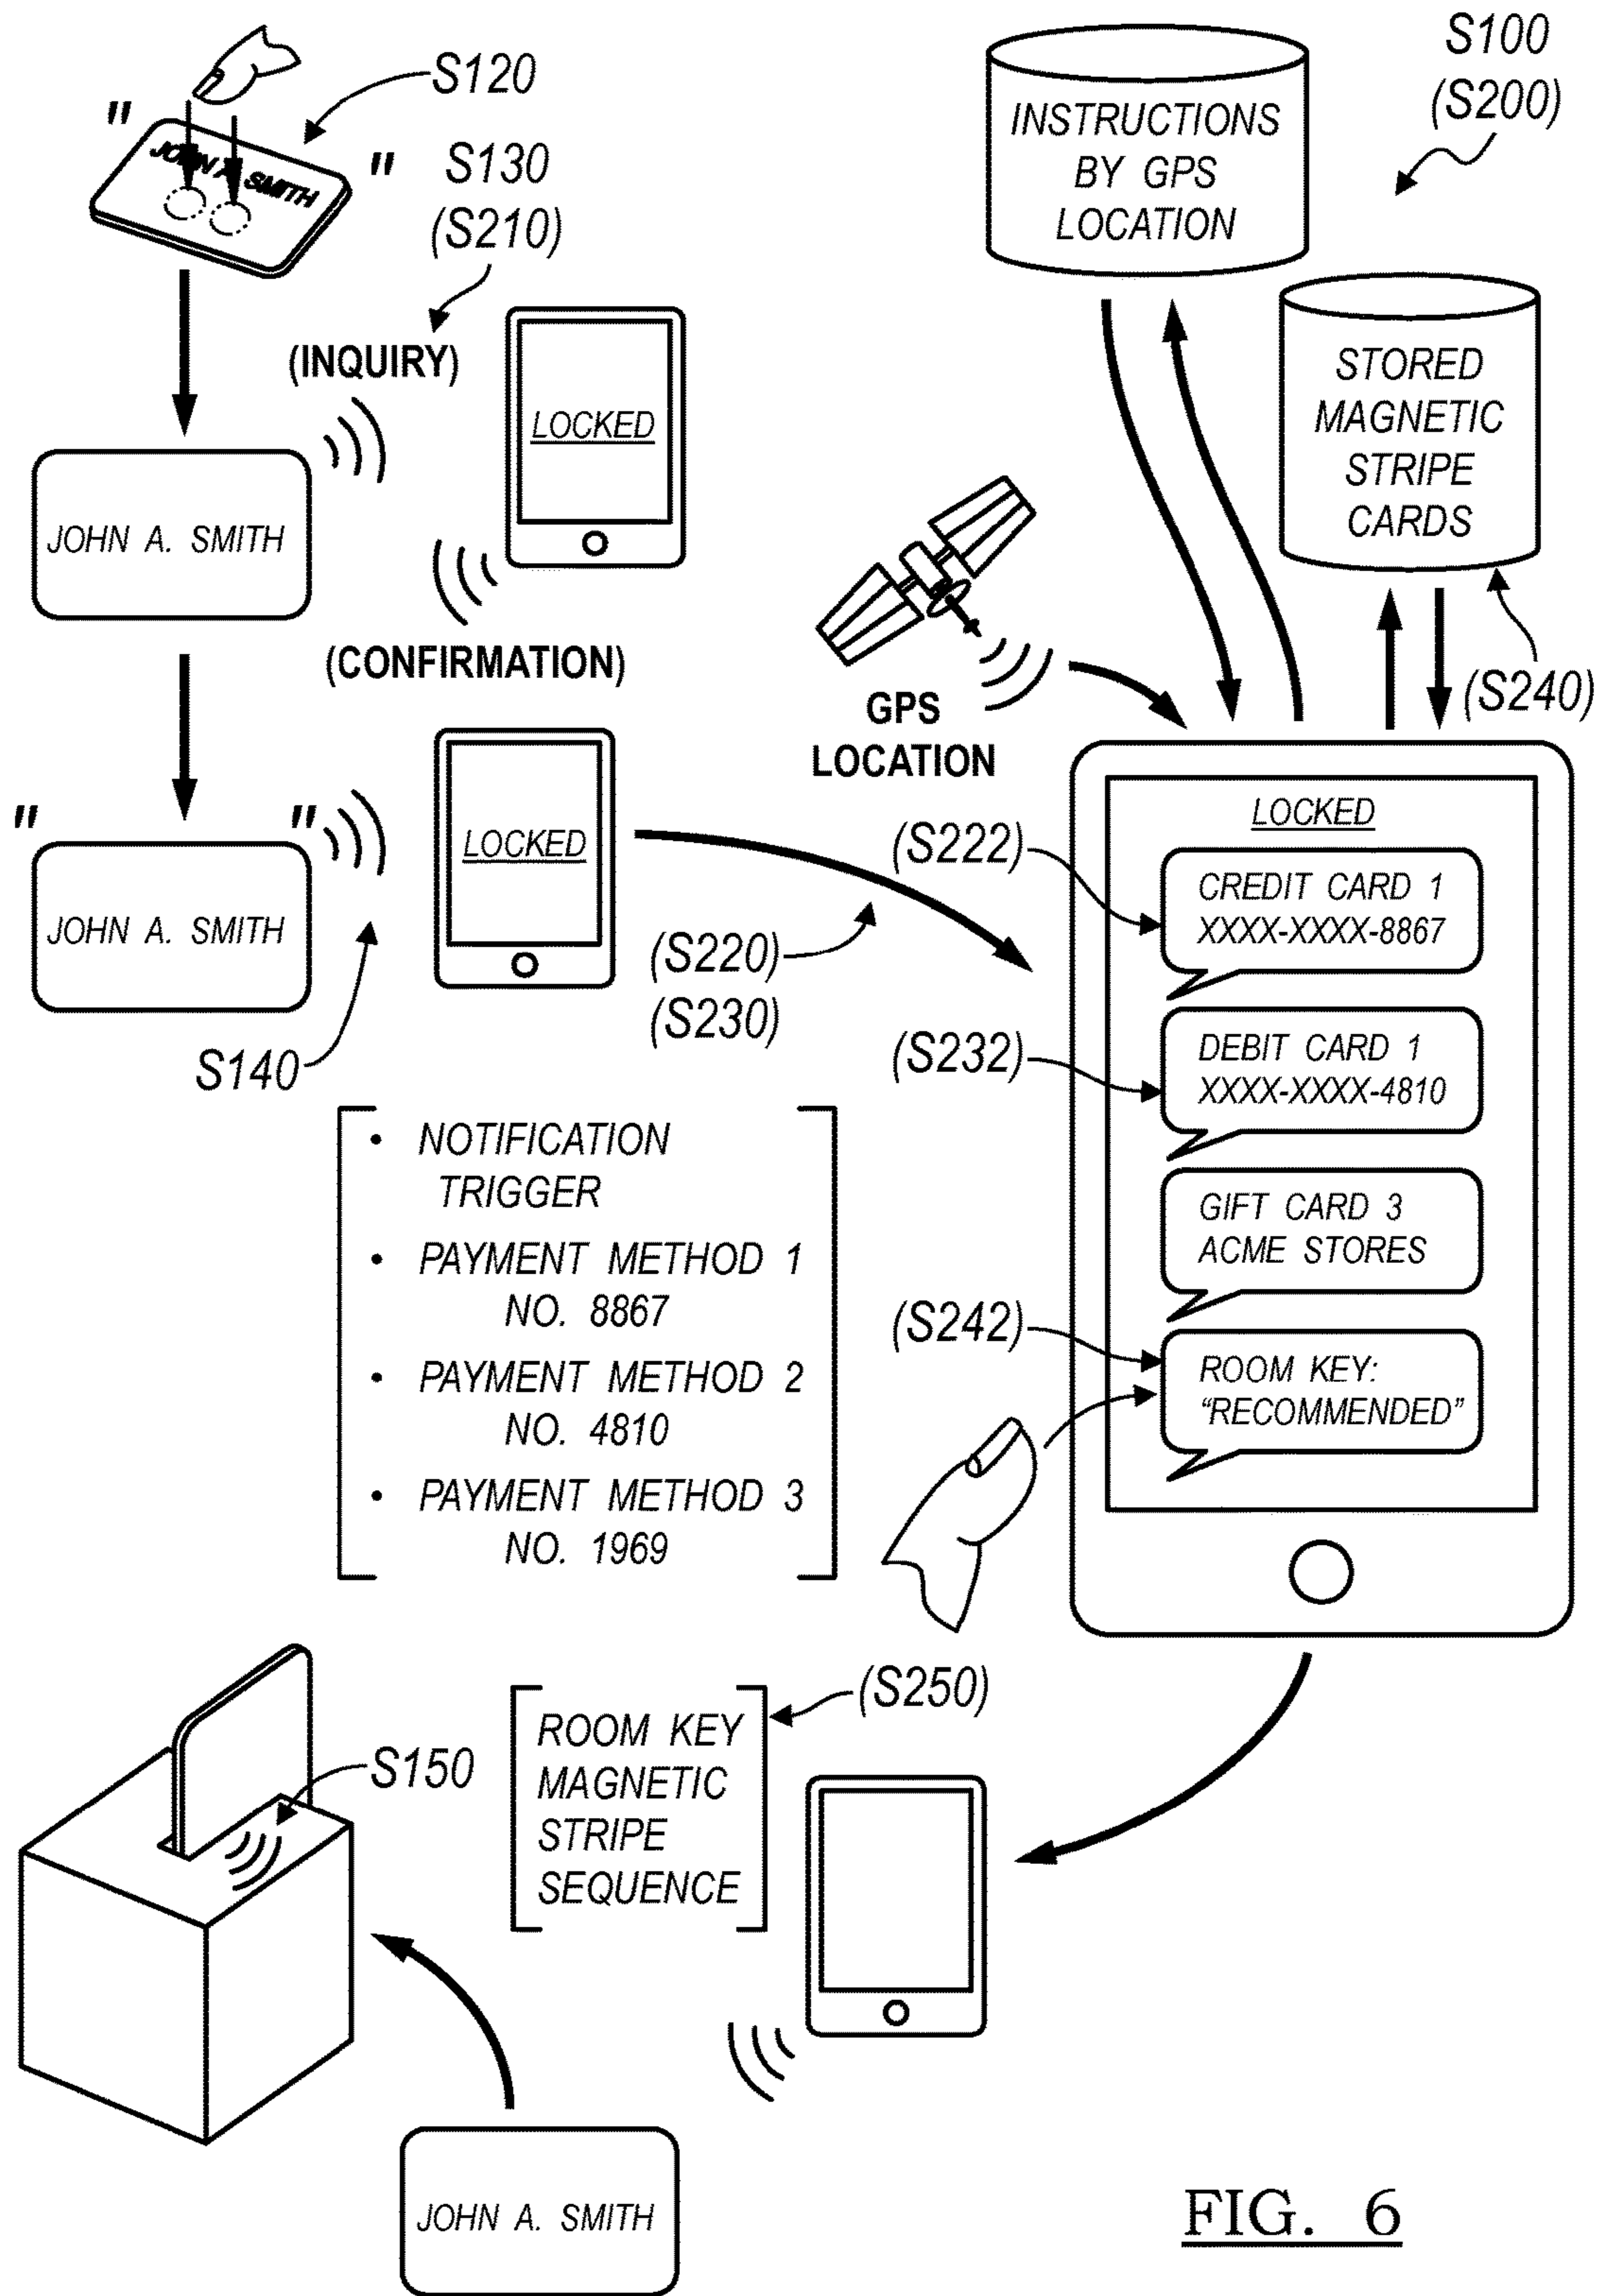 S120
JOHN A. SMITH
S130
(S210)
(INQUIRY)
LOCKED
JOHN A. SMITH
(CONFIRMATION)
INSTRUCTIONS
BY GPS
LOCATION
S100
(S200)
STORED
MAGNETIC
STRIPE
CARDS
(S240)
GPS
LOCATION
" "
JOHN A. SMITH
S140
LOCKED
(S220)
(S230)
• NOTIFICATION
TRIGGER
• PAYMENT METHOD 1
NO. 8867
• PAYMENT METHOD 2
NO. 4810
• PAYMENT METHOD 3
NO. 1969
LOCKED
(S222)
CREDIT CARD 1
XXXX-XXXX-8867
(S232)
DEBIT CARD 1
XXXX-XXXX-4810
GIFT CARD 3
ACME STORES
(S242)
ROOM KEY:
“RECOMMENDED”
S150
(S250)
ROOM KEY
MAGNETIC
STRIPE
SEQUENCE
JOHN A. SMITH
FIG. 6